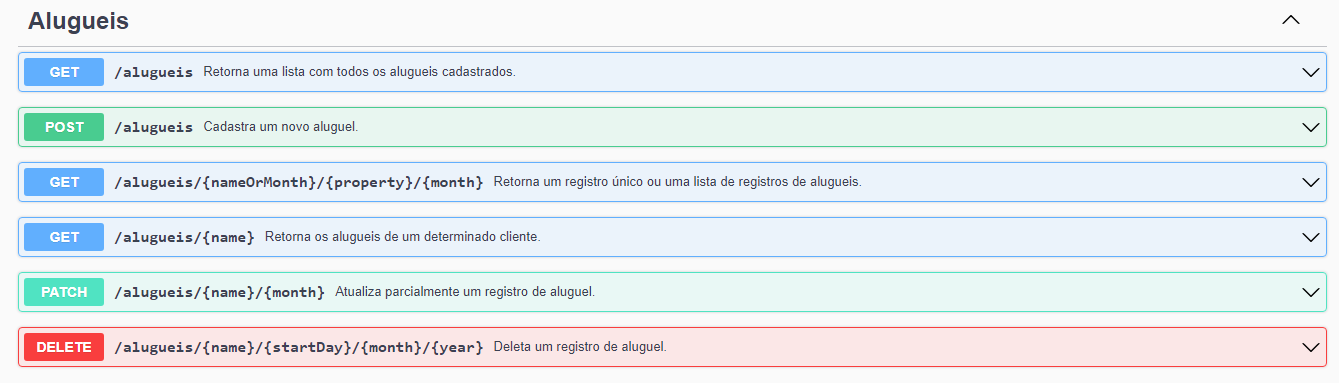 Alugueis
GET /alugueis Retorna uma lista com todos os alugueis cadastrados.
POST /alugueis Cadastra um novo aluguel.
GET /alugueis/{nameOrMonth}/{property}/{month} Retorna um registro único ou uma lista de registros de alugueis.
GET /alugueis/{name} Retorna os alugueis de um determinado cliente.
PATCH /alugueis/{name}/{month} Atualiza parcialmente um registro de aluguel.
DELETE /alugueis/{name}/{startDay}/{month}/{year} Deleta um registro de aluguel.